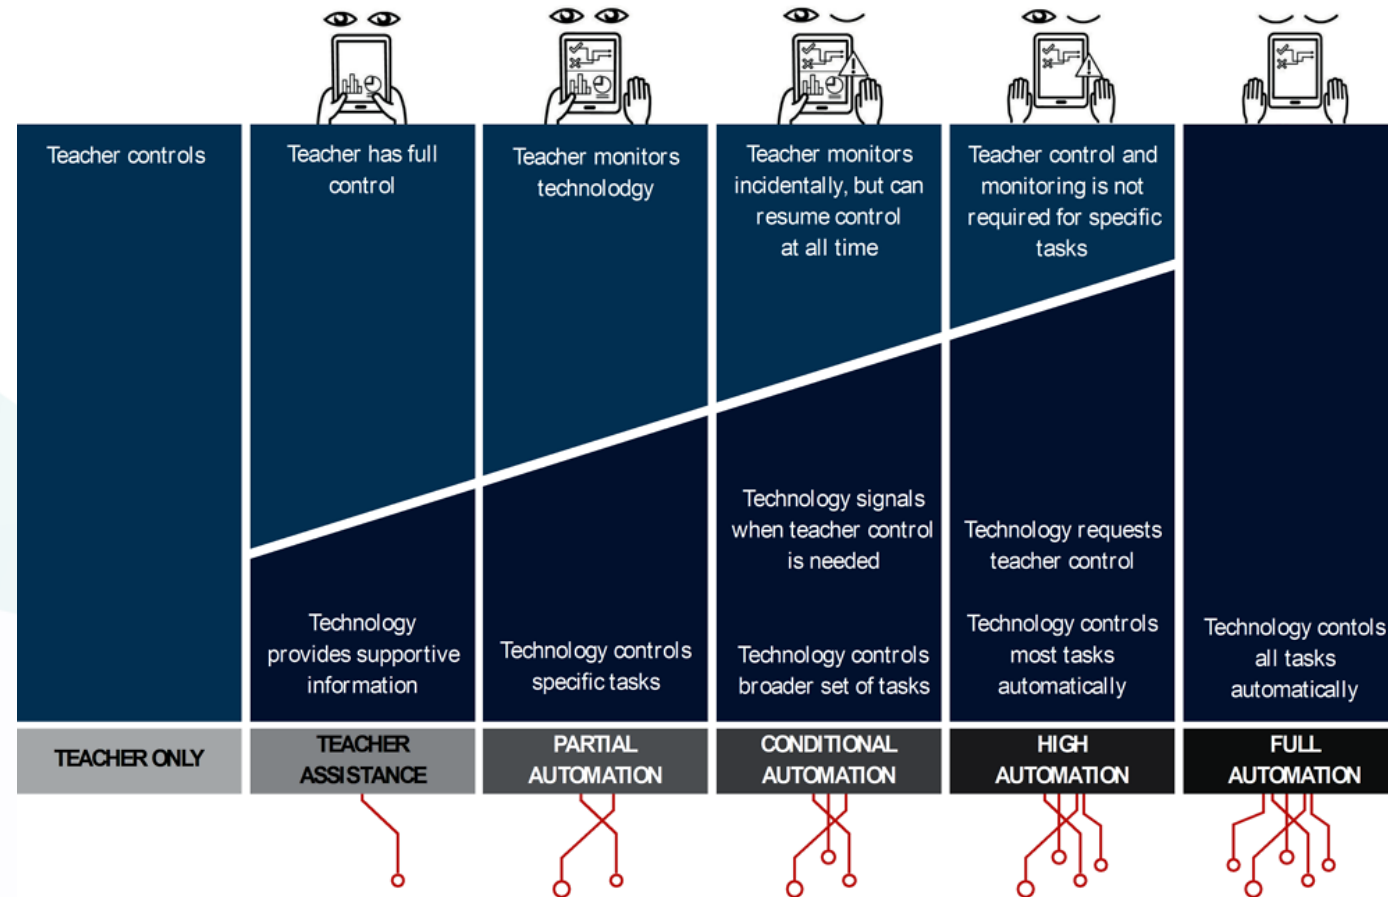 Teacher controls
Teacher has full
control
Teacher monitors
technolodgy
Teacher monitors
incidentally, but can
resume control
at all time
Teacher control and
monitoring is not
required for specific
tasks
Technology
provides supportive
information
Technology controls
specific tasks
Technology signals
when teacher control
is needed
Technology controls
broader set of tasks
Technology requests
teacher control
Technology controls
most tasks
automatically
Technology contols
all tasks
automatically
TEACHER ONLY
TEACHER
ASSISTANCE
PARTIAL
AUTOMATION
CONDITIONAL
AUTOMATION
HIGH
AUTOMATION
FULL
AUTOMATION